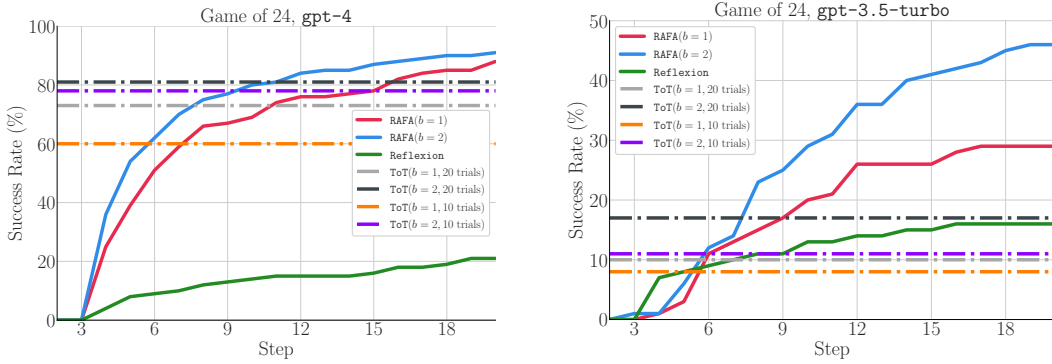 Game of 24, gpt-4
Success Rate (%)
100
80
60
40
20
0
3 6 9 12 15 18
Step
RAFA(b = 1)
RAFA(b = 2)
Reflexion
ToT(b = 1, 20 trials)
ToT(b = 2, 20 trials)
ToT(b = 1, 10 trials)
ToT(b = 2, 10 trials)
Game of 24, gpt-3.5-turbo
Success Rate (%)
50
40
30
20
10
0
3 6 9 12 15 18
Step
RAFA(b = 1)
RAFA(b = 2)
Reflexion
ToT(b = 1, 20 trials)
ToT(b = 2, 20 trials)
ToT(b = 1, 10 trials)
ToT(b = 2, 10 trials)